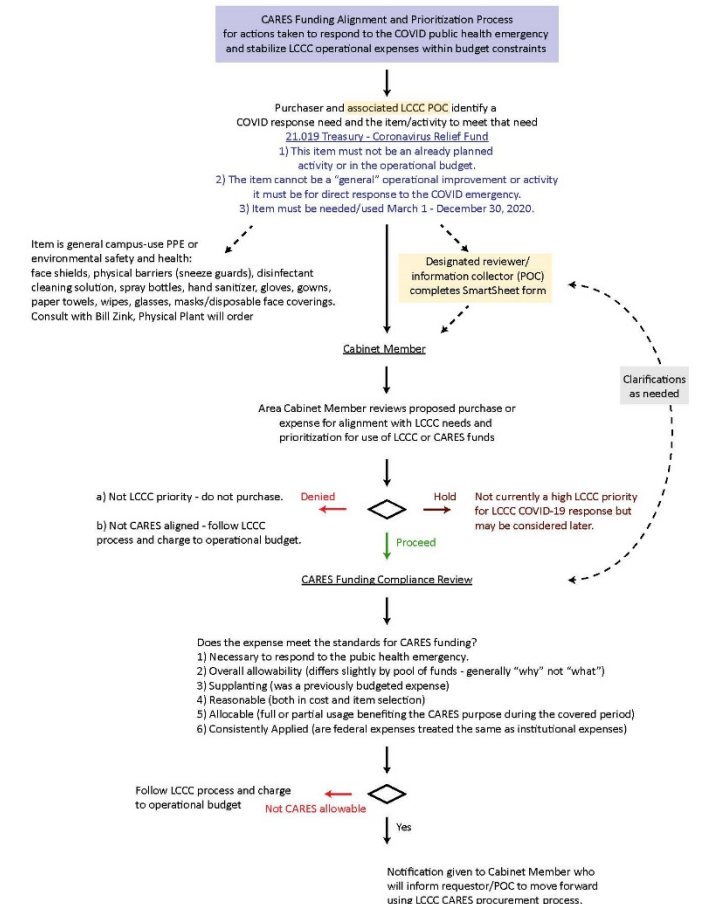 CARES Funding Alignment and Prioritization Process
for actions taken to respond to the COVID public health emergency
and stabilize LCCC operational expenses within budget constraints
Purchaser and associated LCCC POC identify a
COVID response need and the item/activity to meet that need
21.019 Treasury - Coronavirus Relief Fund
1) This item must not be an already planned
activity or in the operational budget.
2) The item cannot be a "general" operational improvement or activity
it must be for direct response to the COVID emergency.
3) Item must be needed/used March 1 - December 30, 2020.
Item is general campus-use PPE or
environmental safety and health:
face shields, physical barriers (sneeze guards), disinfectant
cleaning solution, spray bottles, hand sanitizer, gloves, gowns,
paper towels, wipes, glasses, masks/disposable face coverings.
Consult with Bill Zink, Physical Plant will order
Designated reviewer/
information collector (POC)
completes SmartSheet form
Cabinet Member
Clarifications
as needed
Area Cabinet Member reviews proposed purchase or
expense for alignment with LCCC needs and
prioritization for use of LCCC or CARES funds
a) Not LCCC priority - do not purchase.
b) Not CARES aligned - follow LCCC
process and charge to operational budget.
Denied
Hold
Not currently a high LCCC priority
for LCCC COVID-19 response but
may be considered later.
Proceed
CARES Funding Compliance Review
Does the expense meet the standards for CARES funding?
1) Necessary to respond to the pubic health emergency.
2) Overall allowability (differs slightly by pool of funds - generally "why" not "what")
3) Supplanting (was a previously budgeted expense)
4) Reasonable (both in cost and item selection)
5) Allocable (full or partial usage benefiting the CARES purpose during the covered period)
6) Consistently Applied (are federal expenses treated the same as institutional expenses)
Follow LCCC process and charge
to operational budget
Not CARES allowable
Yes
Notification given to Cabinet Member who
will inform requestor/POC to move forward
using LCCC CARES procurement process.